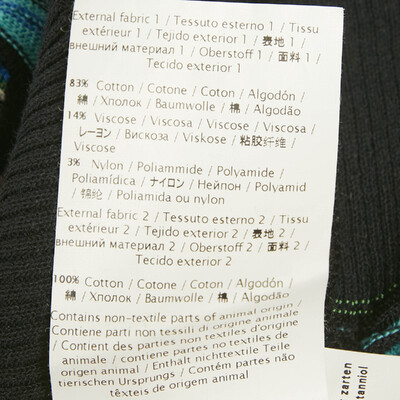 External fabric 1 / Tessuto esterno 1 / Tissu
extérieur 1 / Tejido exterior 1 / 表地 1 /
внешний материал 1 / Oberstoff 1 / 面料 1 /
Tecido exterior 1
83% Cotton / Cotone / Coton / Algodón /
綿 / Хлопок / Baumwolle / 棉 / Algodão
14% Viscose / Viscosa / Viscose / Viscosa /
レーヨン / Вискоза / Viskose / 粘胶纤维 /
Viscose
3% Nylon / Poliammide / Polyamide /
Poliamídica / ナイロン / Нейлон / Polyamid
/ 锦纶 / Poliamida ou nylon
External fabric 2 / Tessuto esterno 2 / Tissu
extérieur 2 / Tejido exterior 2 / 表地 2 /
внешний материал 2 / Oberstoff 2 / 面料 2 /
Tecido exterior 2
100% Cotton / Cotone / Coton / Algodón /
綿 / Хлопок / Baumwolle / 棉 / Algodão
Contains non-textile parts of animal origin /
Contiene parti non tessili di origine animale
/ Contient des parties non textiles d'origine
animale / contiene partes no textiles de
origen animal / Enthält nichttextile Teile
tierischen Ursprungs / Contém partes não
têxteis de origem animal
zarten
tanniol